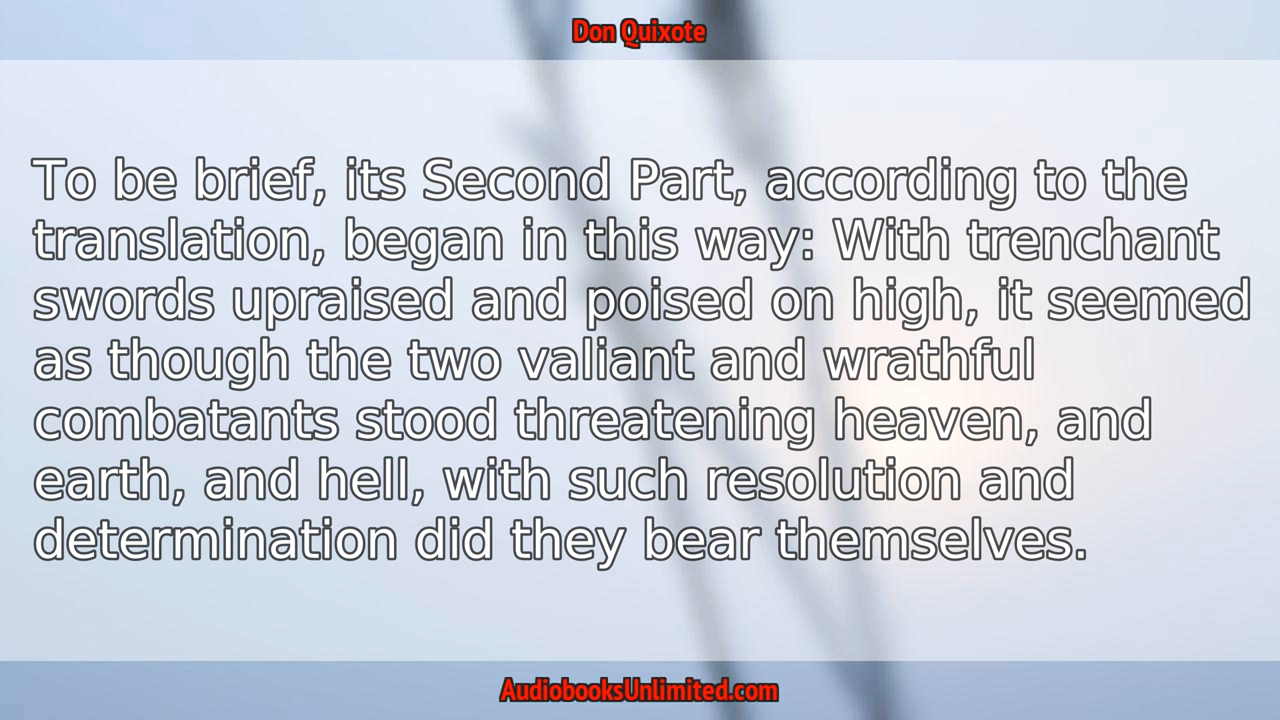 Don Quixote
To be brief, its Second Part, according to the
translation, began in this way: With trenchant
swords upraised and poised on high, it seemed
as though the two valiant and wrathful
combatants stood threatening heaven, and
earth, and hell, with such resolution and
determination did they bear themselves.
AudiobooksUnlimited.com